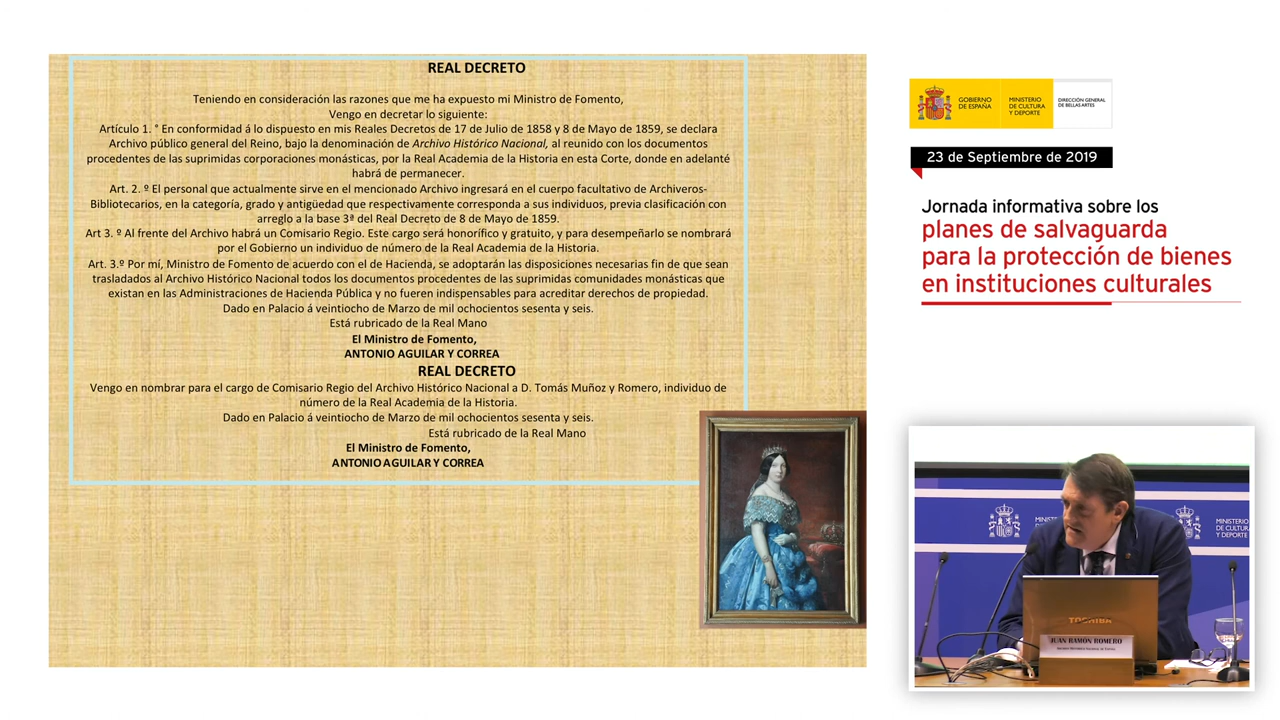 REAL DECRETO
Teniendo en consideración las razones que me ha expuesto mi Ministro de Fomento,
Vengo en decretar lo siguiente:
Artículo 1. ° En conformidad á lo dispuesto en mis Reales Decretos de 17 de Julio de 1858 y 8 de Mayo de 1859, se declara
Archivo público general del Reino, bajo la denominación de Archivo Histórico Nacional, al reunido con los documentos
procedentes de las suprimidas corporaciones monásticas, por la Real Academia de la Historia en esta Corte, donde en adelanté
habrá de permanecer.
Art. 2. º El personal que actualmente sirve en el mencionado Archivo ingresará en el cuerpo facultativo de Archiveros-
Bibliotecarios, en la categoría, grado y antigüedad que respectivamente corresponda a sus individuos, previa clasificación con
arreglo a la base 3ª del Real Decreto de 8 de Mayo de 1859.
Art 3. º Al frente del Archivo habrá un Comisario Regio. Este cargo será honorífico y gratuito, y para desempeñarlo se nombrará
por el Gobierno un individuo de número de la Real Academia de la Historia.
Art. 3.º Por mí, Ministro de Fomento de acuerdo con el de Hacienda, se adoptarán las disposiciones necesarias fin de que sean
trasladados al Archivo Histórico Nacional todos los documentos procedentes de las suprimidas comunidades monásticas que
existan en las Administraciones de Hacienda Pública y no fueren indispensables para acreditar derechos de propiedad.
Dado en Palacio á veintiocho de Marzo de mil ochocientos sesenta y seis.
Está rubricado de la Real Mano
El Ministro de Fomento,
ANTONIO AGUILAR Y CORREA
REAL DECRETO
Vengo en nombrar para el cargo de Comisario Regio del Archivo Histórico Nacional a D. Tomás Muñoz y Romero, individuo de
número de la Real Academia de la Historia.
Dado en Palacio á veintiocho de Marzo de mil ochocientos sesenta y seis.
Está rubricado de la Real Mano
El Ministro de Fomento,
ANTONIO AGUILAR Y CORREA
GOBIERNO
DE ESPAÑA
MINISTERIO
DE CULTURA
Y DEPORTE
DIRECCIÓN GENERAL
DE BELLAS ARTES
23 de Septiembre de 2019
Jornada informativa sobre los
planes de salvaguarda
para la protección de bienes
en instituciones culturales
MINISTERIO
DE CULTUR
Y DEPORTE
TOSHIBA
JUAN RAMÓN ROMERO